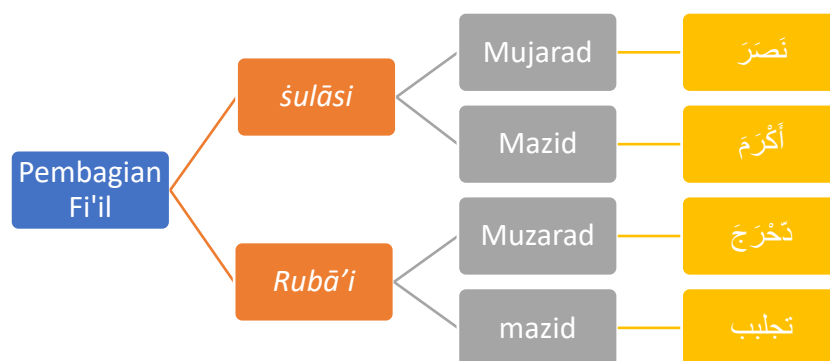 Pembagian
Fi'il
ṡulāsi
Mujarad
نَصَرَ
Mazid
أَكْرَمَ
Rubā’i
Muzarad
دّحْرَجَ
mazid
تجلبب